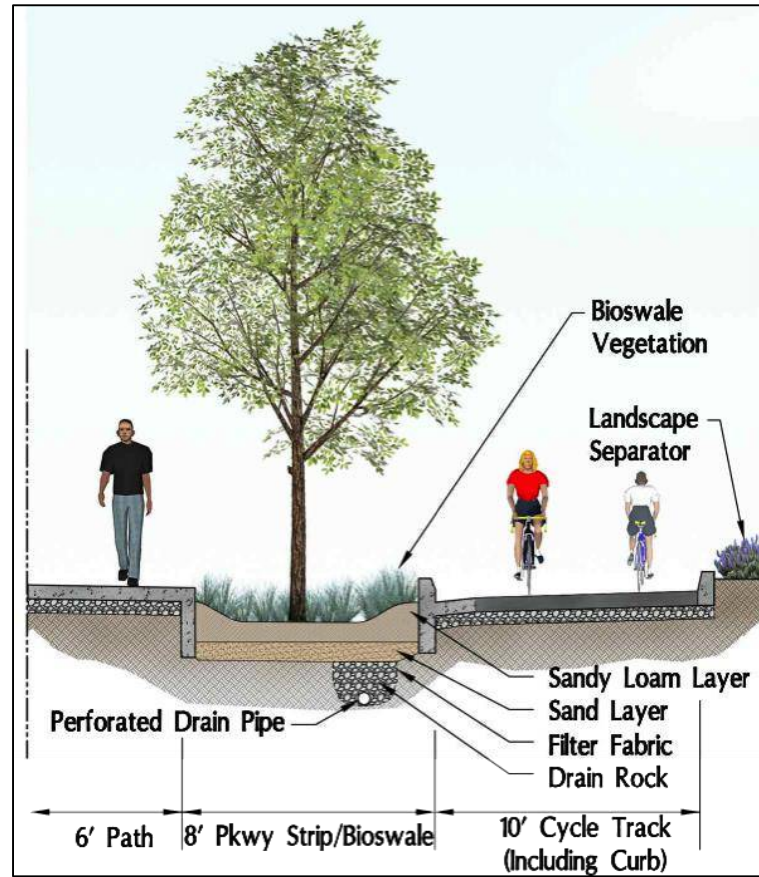 Bioswale
Vegetation
Landscape
Separator
Sandy Loam Layer
Sand Layer
Perforated Drain Pipe
Filter Fabric
Drain Rock
6' Path
8' Pkwy Strip/Bioswale
10' Cycle Track
(Including Curb)